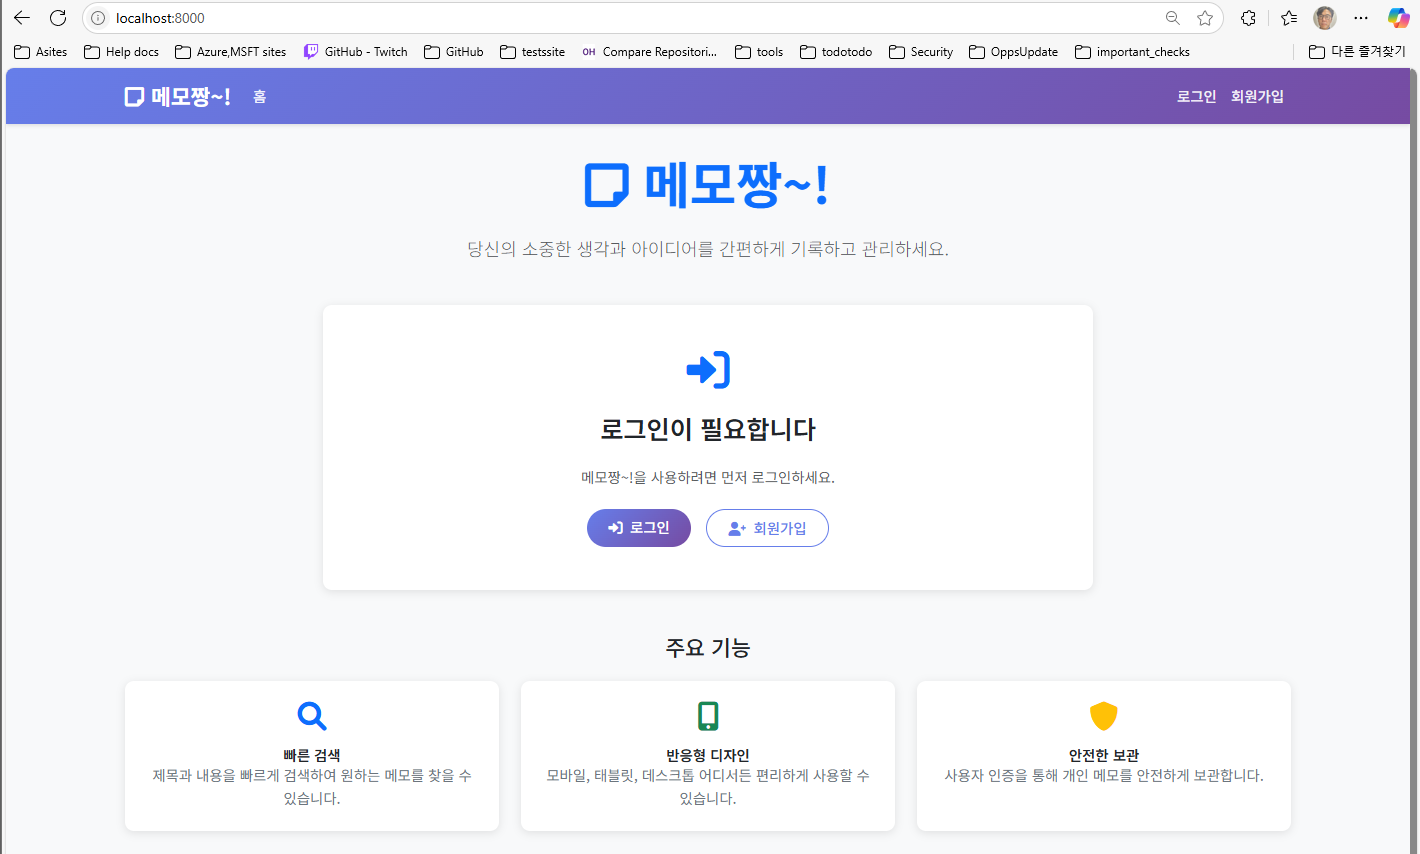 localhost:8000
Asites
Help docs
Azure,MSFT sites
GitHub - Twitch
GitHub
testssite
OH
Compare Repositori...
tools
todotodo
Security
OppsUpdate
important_checks
다른 즐겨찾기
메모짱~!
홈
로그인
회원가입
메모짱~!
당신의 소중한 생각과 아이디어를 간편하게 기록하고 관리하세요.
로그인이 필요합니다
메모짱~!을 사용하려면 먼저 로그인하세요.
로그인
회원가입
주요 기능
빠른 검색
제목과 내용을 빠르게 검색하여 원하는 메모를 찾을 수
있습니다.
반응형 디자인
모바일, 태블릿, 데스크톱 어디서든 편리하게 사용할 수
있습니다.
안전한 보관
사용자 인증을 통해 개인 메모를 안전하게 보관합니다.